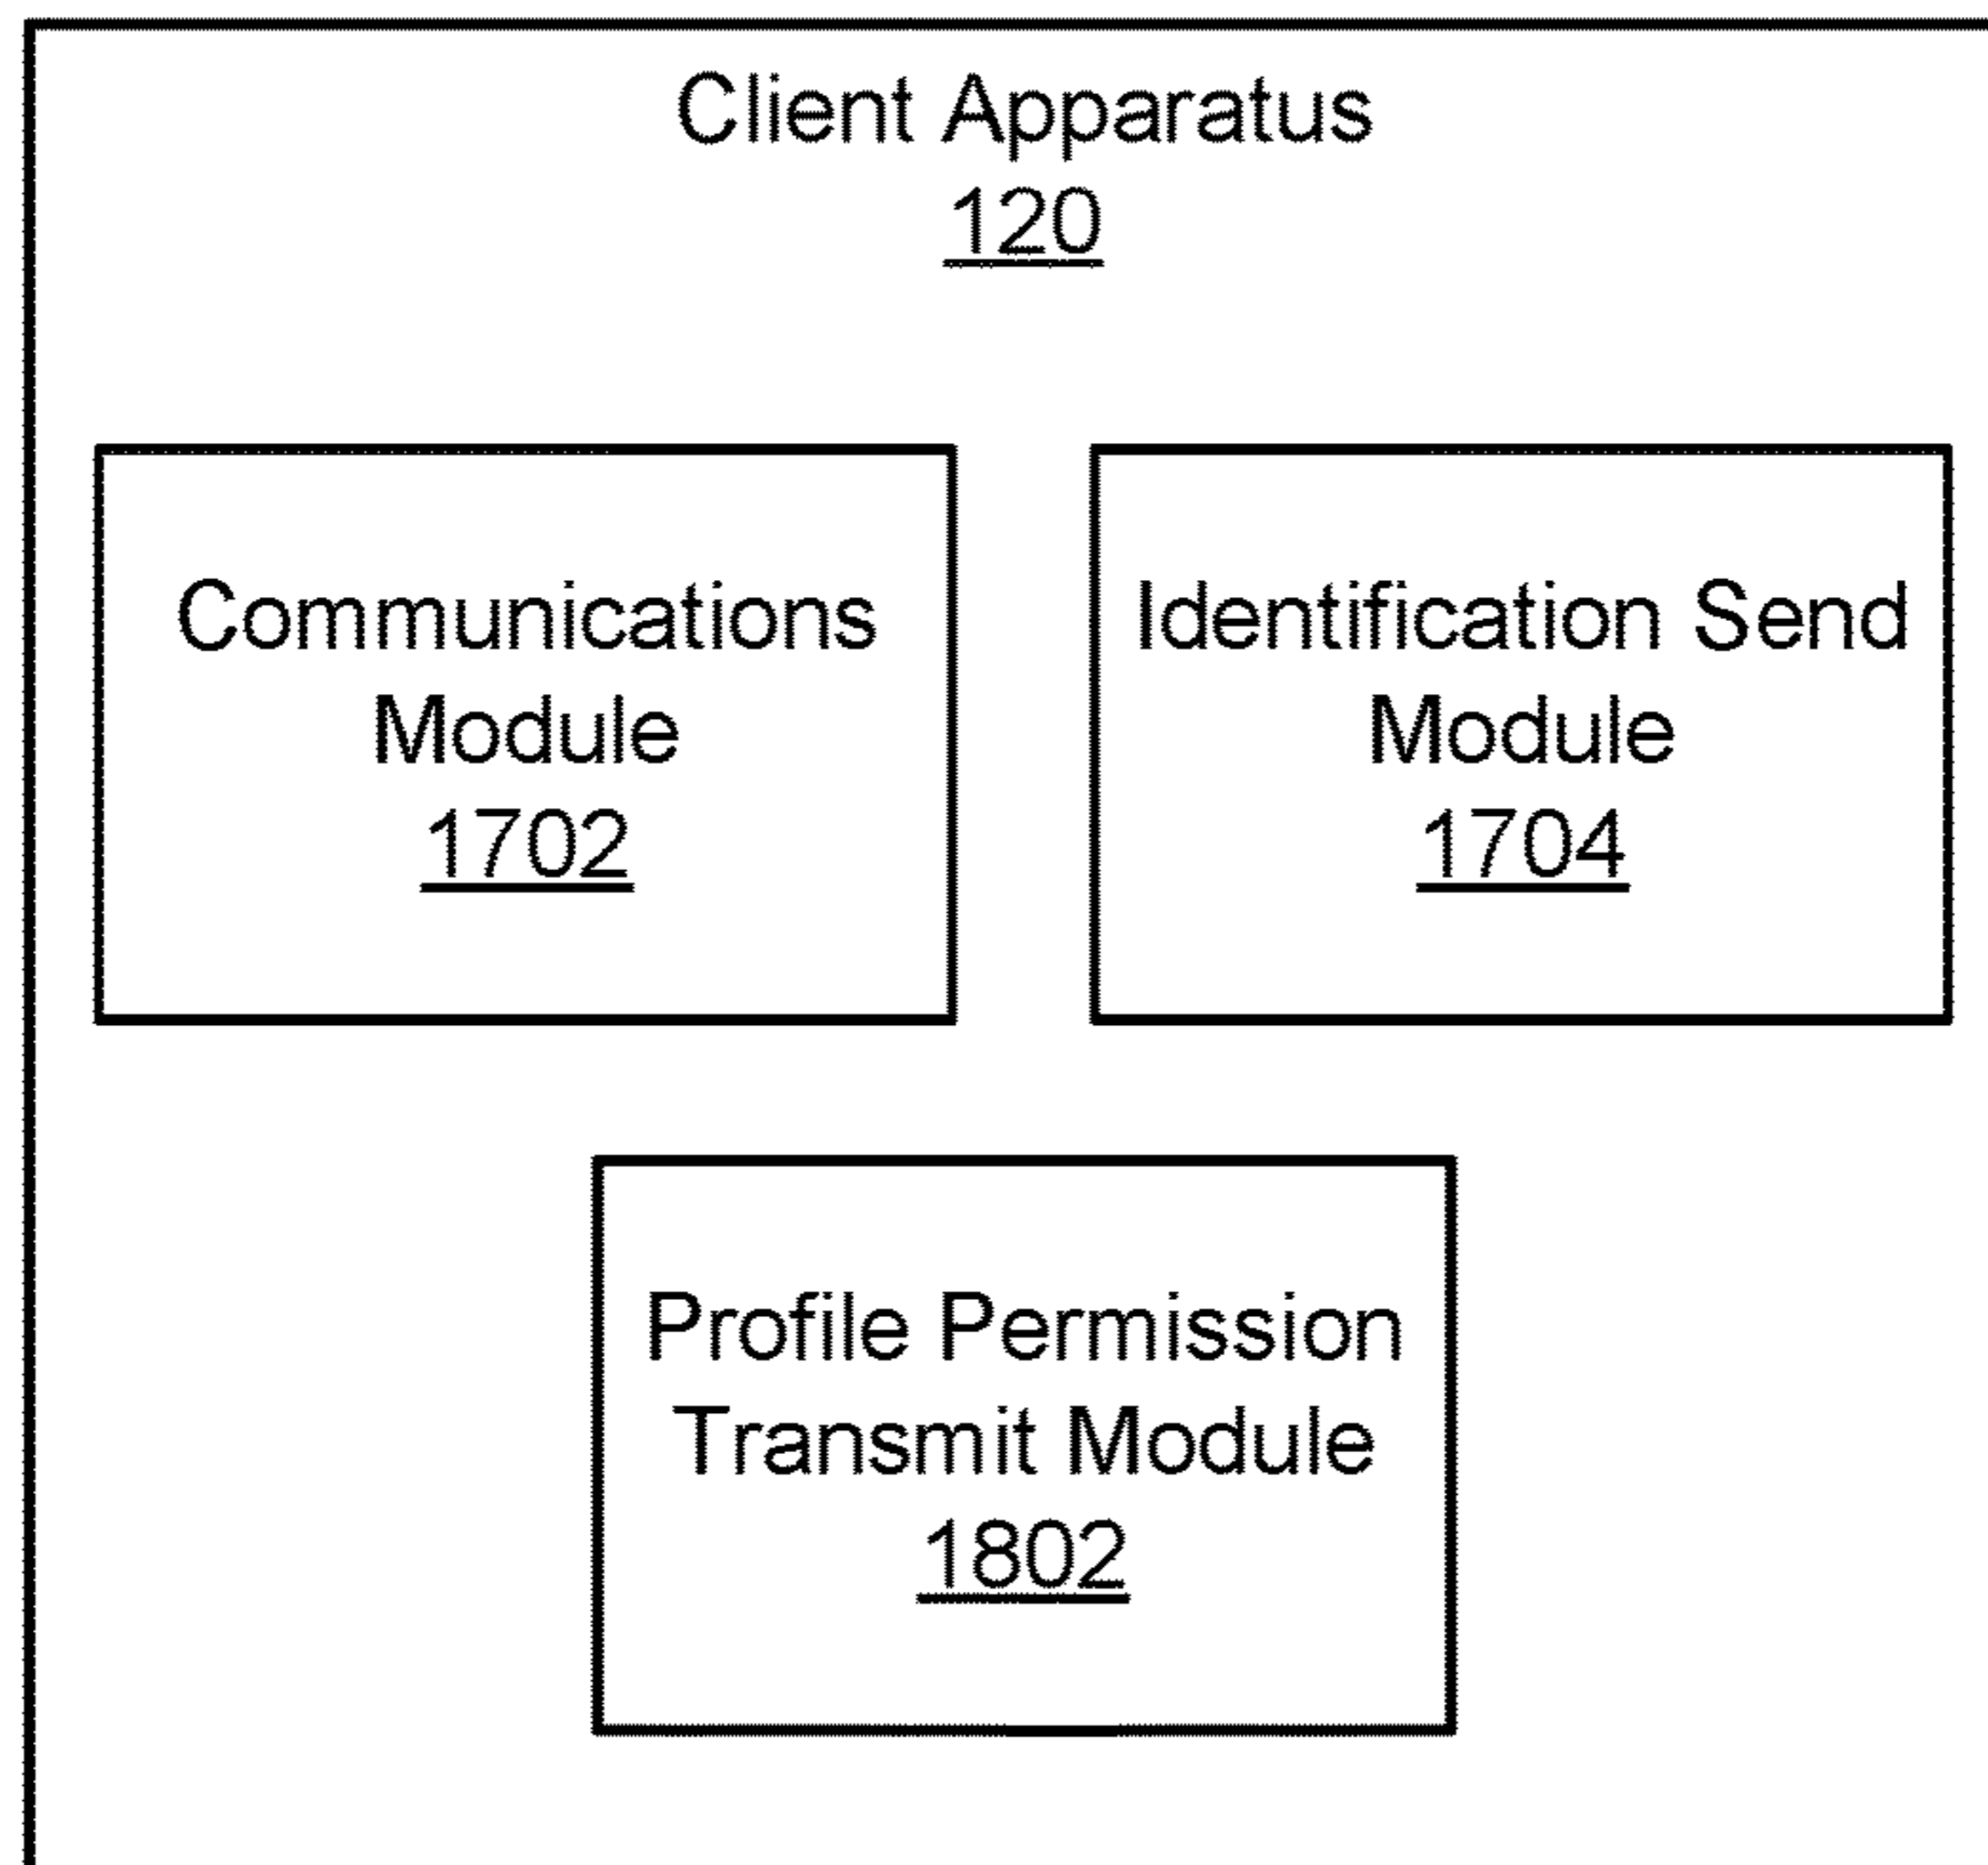 Client Apparatus
120
Communications
Module
1702
Identification Send
Module
1704
Profile Permission
Transmit Module
1802